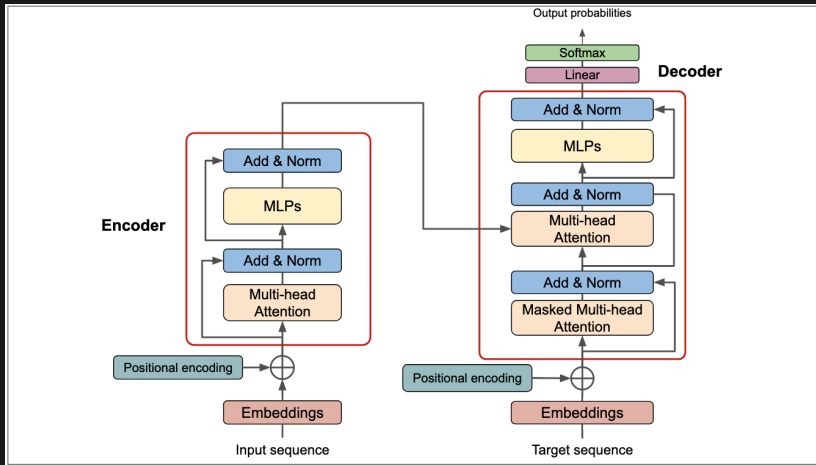 Output probabilities
Softmax
Linear
Decoder
Add & Norm
MLPs
Add & Norm
Multi-head
Attention
Add & Norm
Masked Multi-head
Attention
Positional encoding
Embeddings
Target sequence
Encoder
Add & Norm
MLPs
Add & Norm
Multi-head
Attention
Positional encoding
Embeddings
Input sequence